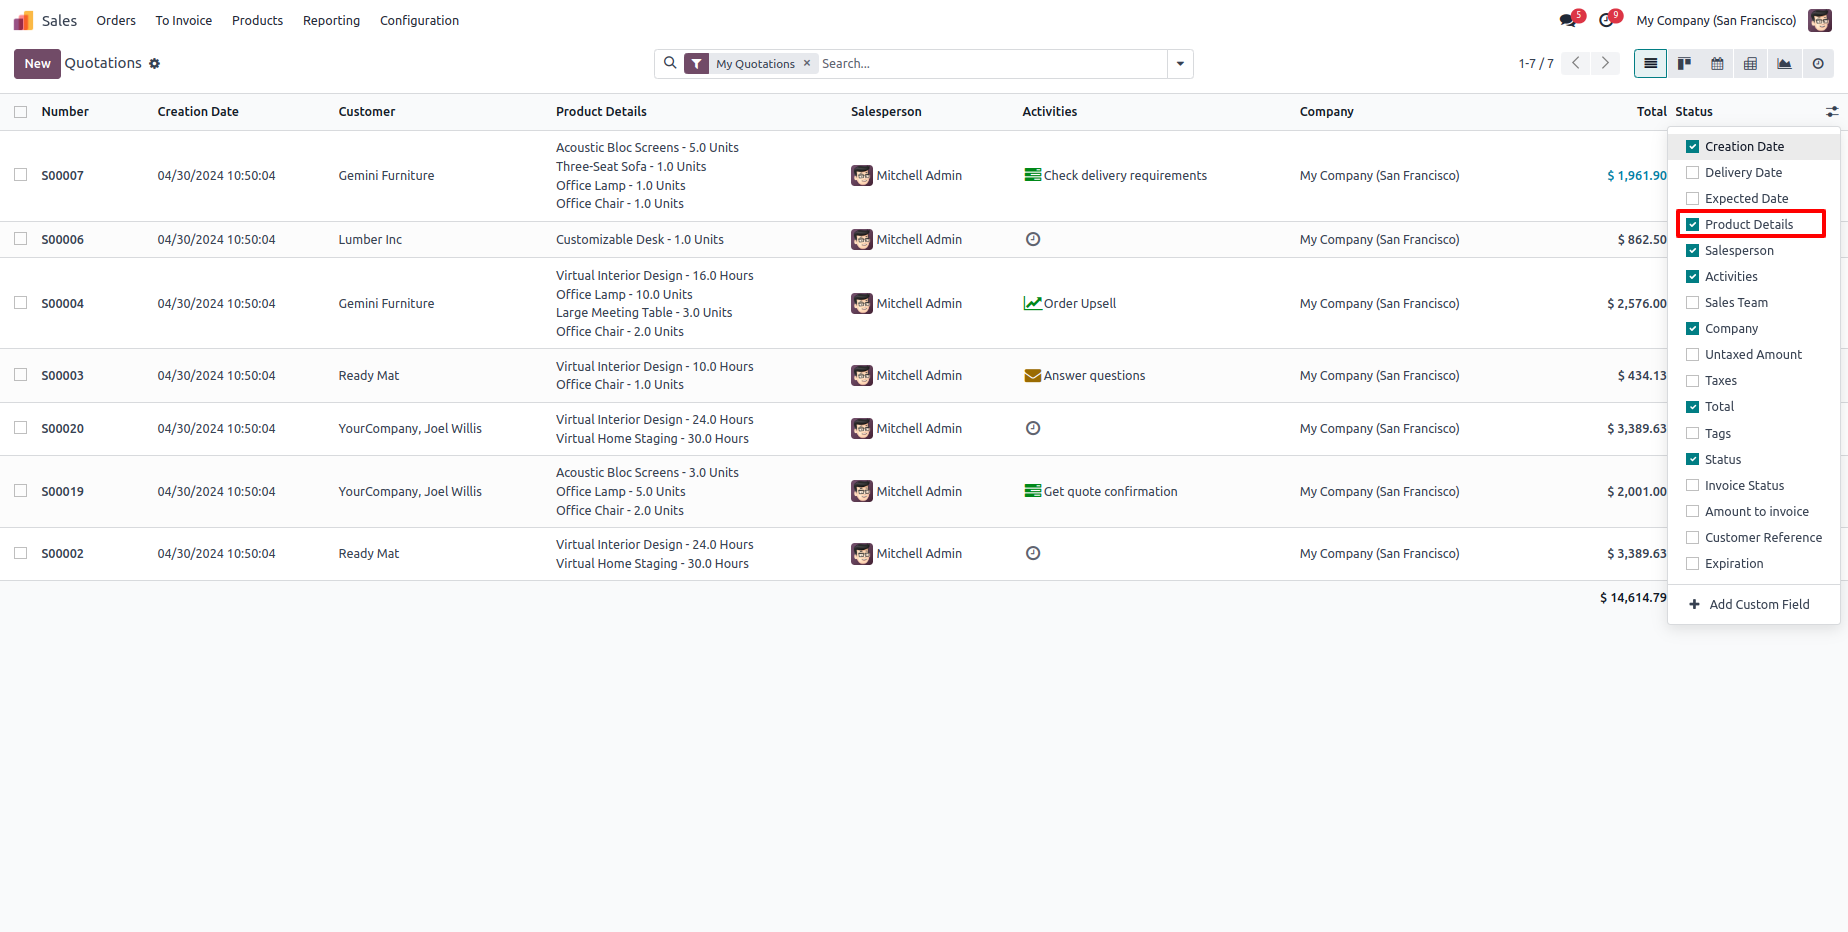 Sales Orders To Invoice Products Reporting Configuration 5 9 My Company (San Francisco)
New Quotations My Quotations × Search... 1-7 / 7
Number Creation Date Customer Product Details Salesperson Activities Company Total Status
S00007 04/30/2024 10:50:04 Gemini Furniture
Acoustic Bloc Screens - 5.0 Units
Three-Seat Sofa - 1.0 Units
Office Lamp - 1.0 Units
Office Chair - 1.0 Units
Mitchell Admin Check delivery requirements My Company (San Francisco) $ 1,961.90
S00006 04/30/2024 10:50:04 Lumber Inc Customizable Desk - 1.0 Units Mitchell Admin My Company (San Francisco) $ 862.50
S00004 04/30/2024 10:50:04 Gemini Furniture
Virtual Interior Design - 16.0 Hours
Office Lamp - 10.0 Units
Large Meeting Table - 3.0 Units
Office Chair - 2.0 Units
Mitchell Admin Order Upsell My Company (San Francisco) $ 2,576.00
S00003 04/30/2024 10:50:04 Ready Mat
Virtual Interior Design - 10.0 Hours
Office Chair - 1.0 Units
Mitchell Admin Answer questions My Company (San Francisco) $ 434.13
S00020 04/30/2024 10:50:04 YourCompany, Joel Willis
Virtual Interior Design - 24.0 Hours
Virtual Home Staging - 30.0 Hours
Mitchell Admin My Company (San Francisco) $ 3,389.63
S00019 04/30/2024 10:50:04 YourCompany, Joel Willis
Acoustic Bloc Screens - 3.0 Units
Office Lamp - 5.0 Units
Office Chair - 2.0 Units
Mitchell Admin Get quote confirmation My Company (San Francisco) $ 2,001.00
S00002 04/30/2024 10:50:04 Ready Mat
Virtual Interior Design - 24.0 Hours
Virtual Home Staging - 30.0 Hours
Mitchell Admin My Company (San Francisco) $ 3,389.63
$ 14,614.79
Creation Date
Delivery Date
Expected Date
Product Details
Salesperson
Activities
Sales Team
Company
Untaxed Amount
Taxes
Total
Tags
Status
Invoice Status
Amount to invoice
Customer Reference
Expiration
Add Custom Field